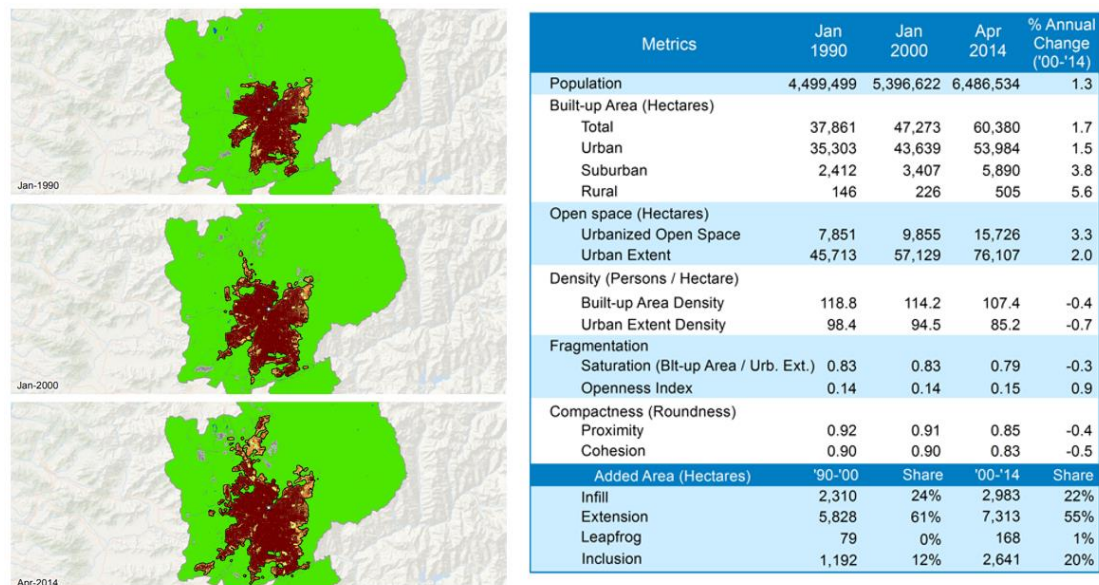 Jan-1990
Jan-2000
Apr-2014
Metrics Jan 1990 Jan 2000 Apr 2014 % Annual Change ('00-'14)
Population 4,499,499 5,396,622 6,486,534 1.3
Built-up Area (Hectares)
Total 37,861 47,273 60,380 1.7
Urban 35,303 43,639 53,984 1.5
Suburban 2,412 3,407 5,890 3.8
Rural 146 226 505 5.6
Open space (Hectares)
Urbanized Open Space 7,851 9,855 15,726 3.3
Urban Extent 45,713 57,129 76,107 2.0
Density (Persons / Hectare)
Built-up Area Density 118.8 114.2 107.4 -0.4
Urban Extent Density 98.4 94.5 85.2 -0.7
Fragmentation
Saturation (Blt-up Area / Urb. Ext.) 0.83 0.83 0.79 -0.3
Openness Index 0.14 0.14 0.15 0.9
Compactness (Roundness)
Proximity 0.92 0.91 0.85 -0.4
Cohesion 0.90 0.90 0.83 -0.5
Added Area (Hectares) '90-'00 Share '00-'14 Share
Infill 2,310 24% 2,983 22%
Extension 5,828 61% 7,313 55%
Leapfrog 79 0% 168 1%
Inclusion 1,192 12% 2,641 20%